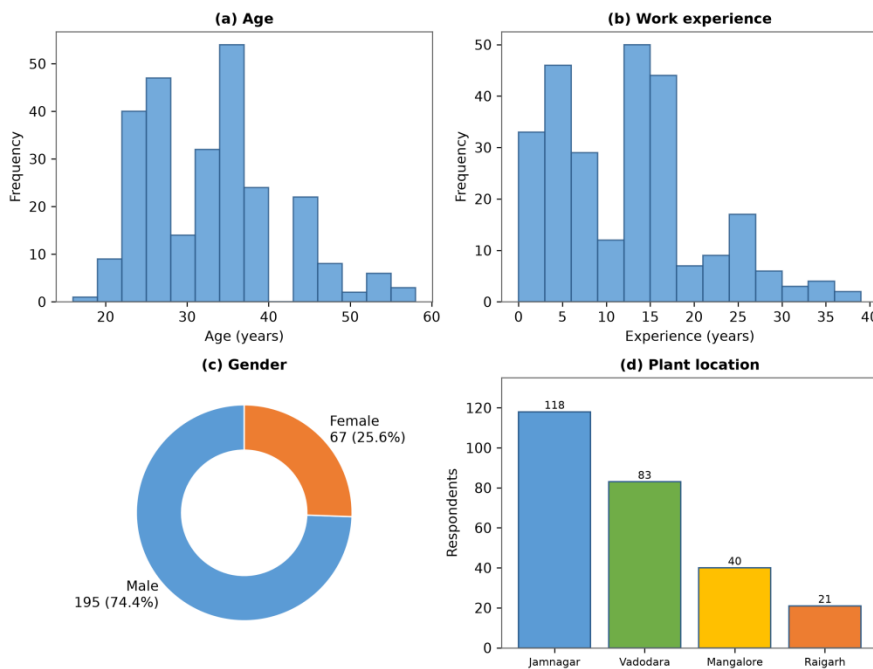 (a) Age
50
40
30
20
10
0
Frequency
20 30 40 50 60
Age (years)
(b) Work experience
50
40
30
20
10
0
Frequency
0 5 10 15 20 25 30 35 40
Experience (years)
(c) Gender
Female
67 (25.6%)
Male
195 (74.4%)
(d) Plant location
120
100
80
60
40
20
0
Respondents
118
83
40
21
Jamnagar Vadodara Mangalore Raigarh